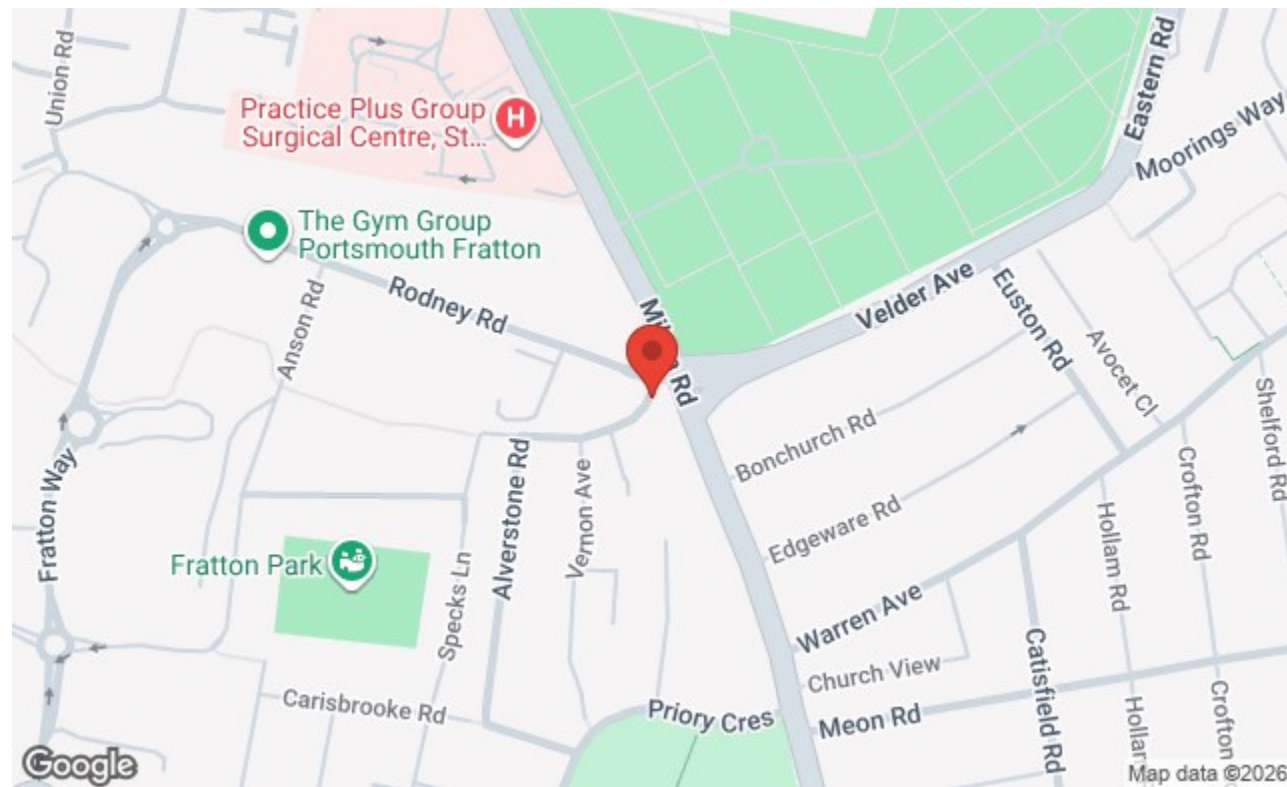 Union Rd
Practice Plus Group
Surgical Centre, St...
H
Eastern Rd
Moorings Way
The Gym Group
Portsmouth Fratton
Anson Rd
Rodney Rd
Rd
Velder Ave
Euston Rd
Avocet Cl
Shelford Rd
Bonchurch Rd
Edgeware Rd
Crofton Rd
Hollam Rd
Fratton Way
Alverstone Rd
Vernon Ave
Fratton Park
Specks Ln
Warren Ave
Church View
Catisfield Rd
Carisbrooke Rd
Priory Cres
Meon Rd
Crofton
Google
Map data ©2026